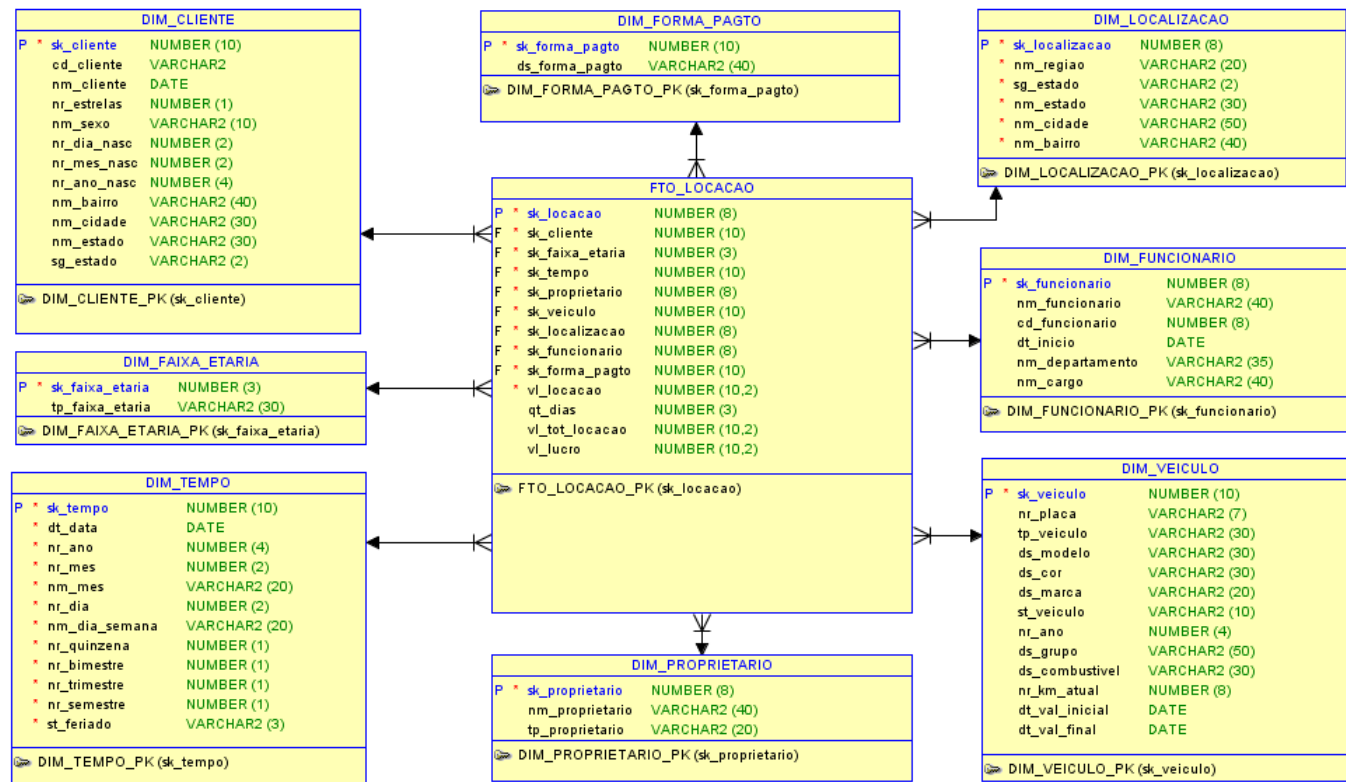 DIM_CLIENTE
P * sk_cliente NUMBER (10)
cd_cliente VARCHAR2
nm_cliente DATE
nr_estrelas NUMBER (1)
nm_sexo VARCHAR2 (10)
nr_dia_nasc NUMBER (2)
nr_mes_nasc NUMBER (2)
nr_ano_nasc NUMBER (4)
nm_bairro VARCHAR2 (40)
nm_cidade VARCHAR2 (30)
nm_estado VARCHAR2 (30)
sg_estado VARCHAR2 (2)
DIM_CLIENTE_PK (sk_cliente)
DIM_FORMA_PAGTO
P * sk_forma_pagto NUMBER (10)
ds_forma_pagto VARCHAR2 (40)
DIM_FORMA_PAGTO_PK (sk_forma_pagto)
DIM_LOCALIZACAO
P * sk_localizacao NUMBER (8)
* nm_regiao VARCHAR2 (20)
* sg_estado VARCHAR2 (2)
* nm_estado VARCHAR2 (30)
* nm_cidade VARCHAR2 (50)
* nm_bairro VARCHAR2 (40)
DIM_LOCALIZACAO_PK (sk_localizacao)
FTO_LOCACAO
P * sk_locacao NUMBER (8)
F * sk_cliente NUMBER (10)
F * sk_faixa_etaria NUMBER (3)
F * sk_tempo NUMBER (10)
F * sk_proprietario NUMBER (8)
F * sk_veiculo NUMBER (10)
F * sk_localizacao NUMBER (8)
F * sk_funcionario NUMBER (8)
F * sk_forma_pagto NUMBER (10)
* vl_locacao NUMBER (10,2)
qt_dias NUMBER (3)
vl_tot_locacao NUMBER (10,2)
vl_lucro NUMBER (10,2)
FTO_LOCACAO_PK (sk_locacao)
DIM_FUNCIONARIO
P * sk_funcionario NUMBER (8)
nm_funcionario VARCHAR2 (40)
cd_funcionario NUMBER (8)
dt_inicio DATE
nm_departamento VARCHAR2 (35)
nm_cargo VARCHAR2 (40)
DIM_FUNCIONARIO_PK (sk_funcionario)
DIM_FAIXA_ETARIA
P * sk_faixa_etaria NUMBER (3)
tp_faixa_etaria VARCHAR2 (30)
DIM_FAIXA_ETARIA_PK (sk_faixa_etaria)
DIM_TEMPO
P * sk_tempo NUMBER (10)
* dt_data DATE
* nr_ano NUMBER (4)
* nr_mes NUMBER (2)
* nm_mes VARCHAR2 (20)
* nr_dia NUMBER (2)
* nm_dia_semana VARCHAR2 (20)
* nr_quinzena NUMBER (1)
* nr_bimestre NUMBER (1)
* nr_trimestre NUMBER (1)
* nr_semestre NUMBER (1)
* st_feriado VARCHAR2 (3)
DIM_TEMPO_PK (sk_tempo)
DIM_PROPRIETARIO
P * sk_proprietario NUMBER (8)
nm_proprietario VARCHAR2 (40)
tp_proprietario VARCHAR2 (20)
DIM_PROPRIETARIO_PK (sk_proprietario)
DIM_VEICULO
P * sk_veiculo NUMBER (10)
nr_placa VARCHAR2 (7)
tp_veiculo VARCHAR2 (30)
ds_modelo VARCHAR2 (30)
ds_cor VARCHAR2 (30)
ds_marca VARCHAR2 (20)
st_veiculo VARCHAR2 (10)
nr_ano NUMBER (4)
ds_grupo VARCHAR2 (50)
ds_combustivel VARCHAR2 (30)
nr_km_atual NUMBER (8)
dt_val_inicial DATE
dt_val_final DATE
DIM_VEICULO_PK (sk_veiculo)